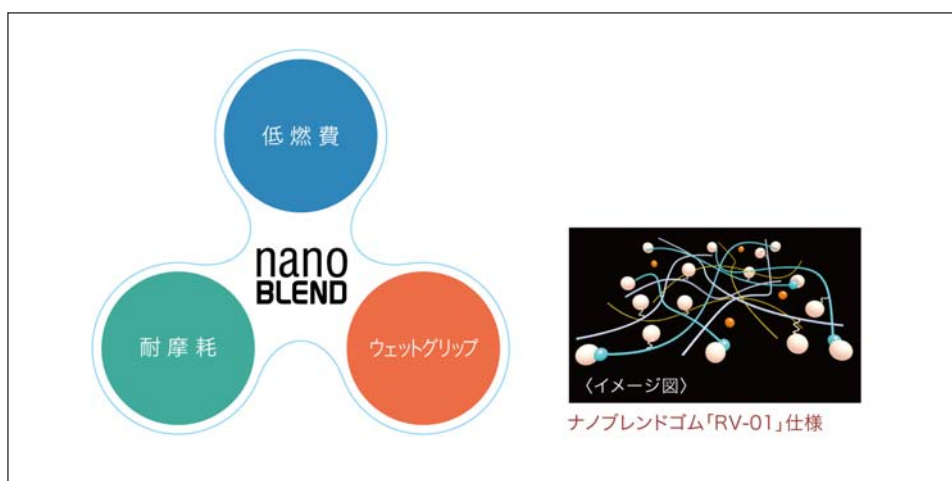 低燃費
nano
BLEND
耐摩耗
ウェットグリップ
〈イメージ図〉
ナノブレンドゴム「RV-01」仕様